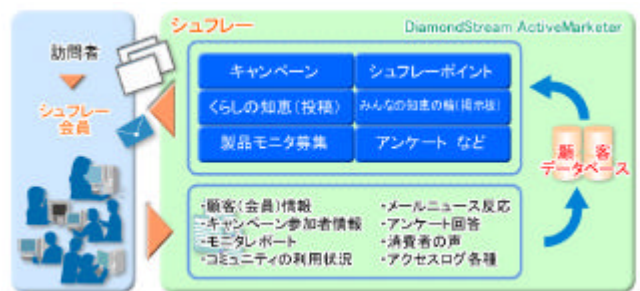 シュフレー
DiamondStream ActiveMarketer
訪問者
シュフレー
会員
キャンペーン
シュフレーポイント
くらしの知恵(投稿)
みんなの知恵の輪(掲示板)
製品モニタ募集
アンケート など
顧客
データベース
・顧客(会員)情報
・キャンペーン参加者情報
・モニタレポート
・コミュニティの利用状況
・メールニュース反応
・アンケート回答
・消費者の声
・アクセスログ各種